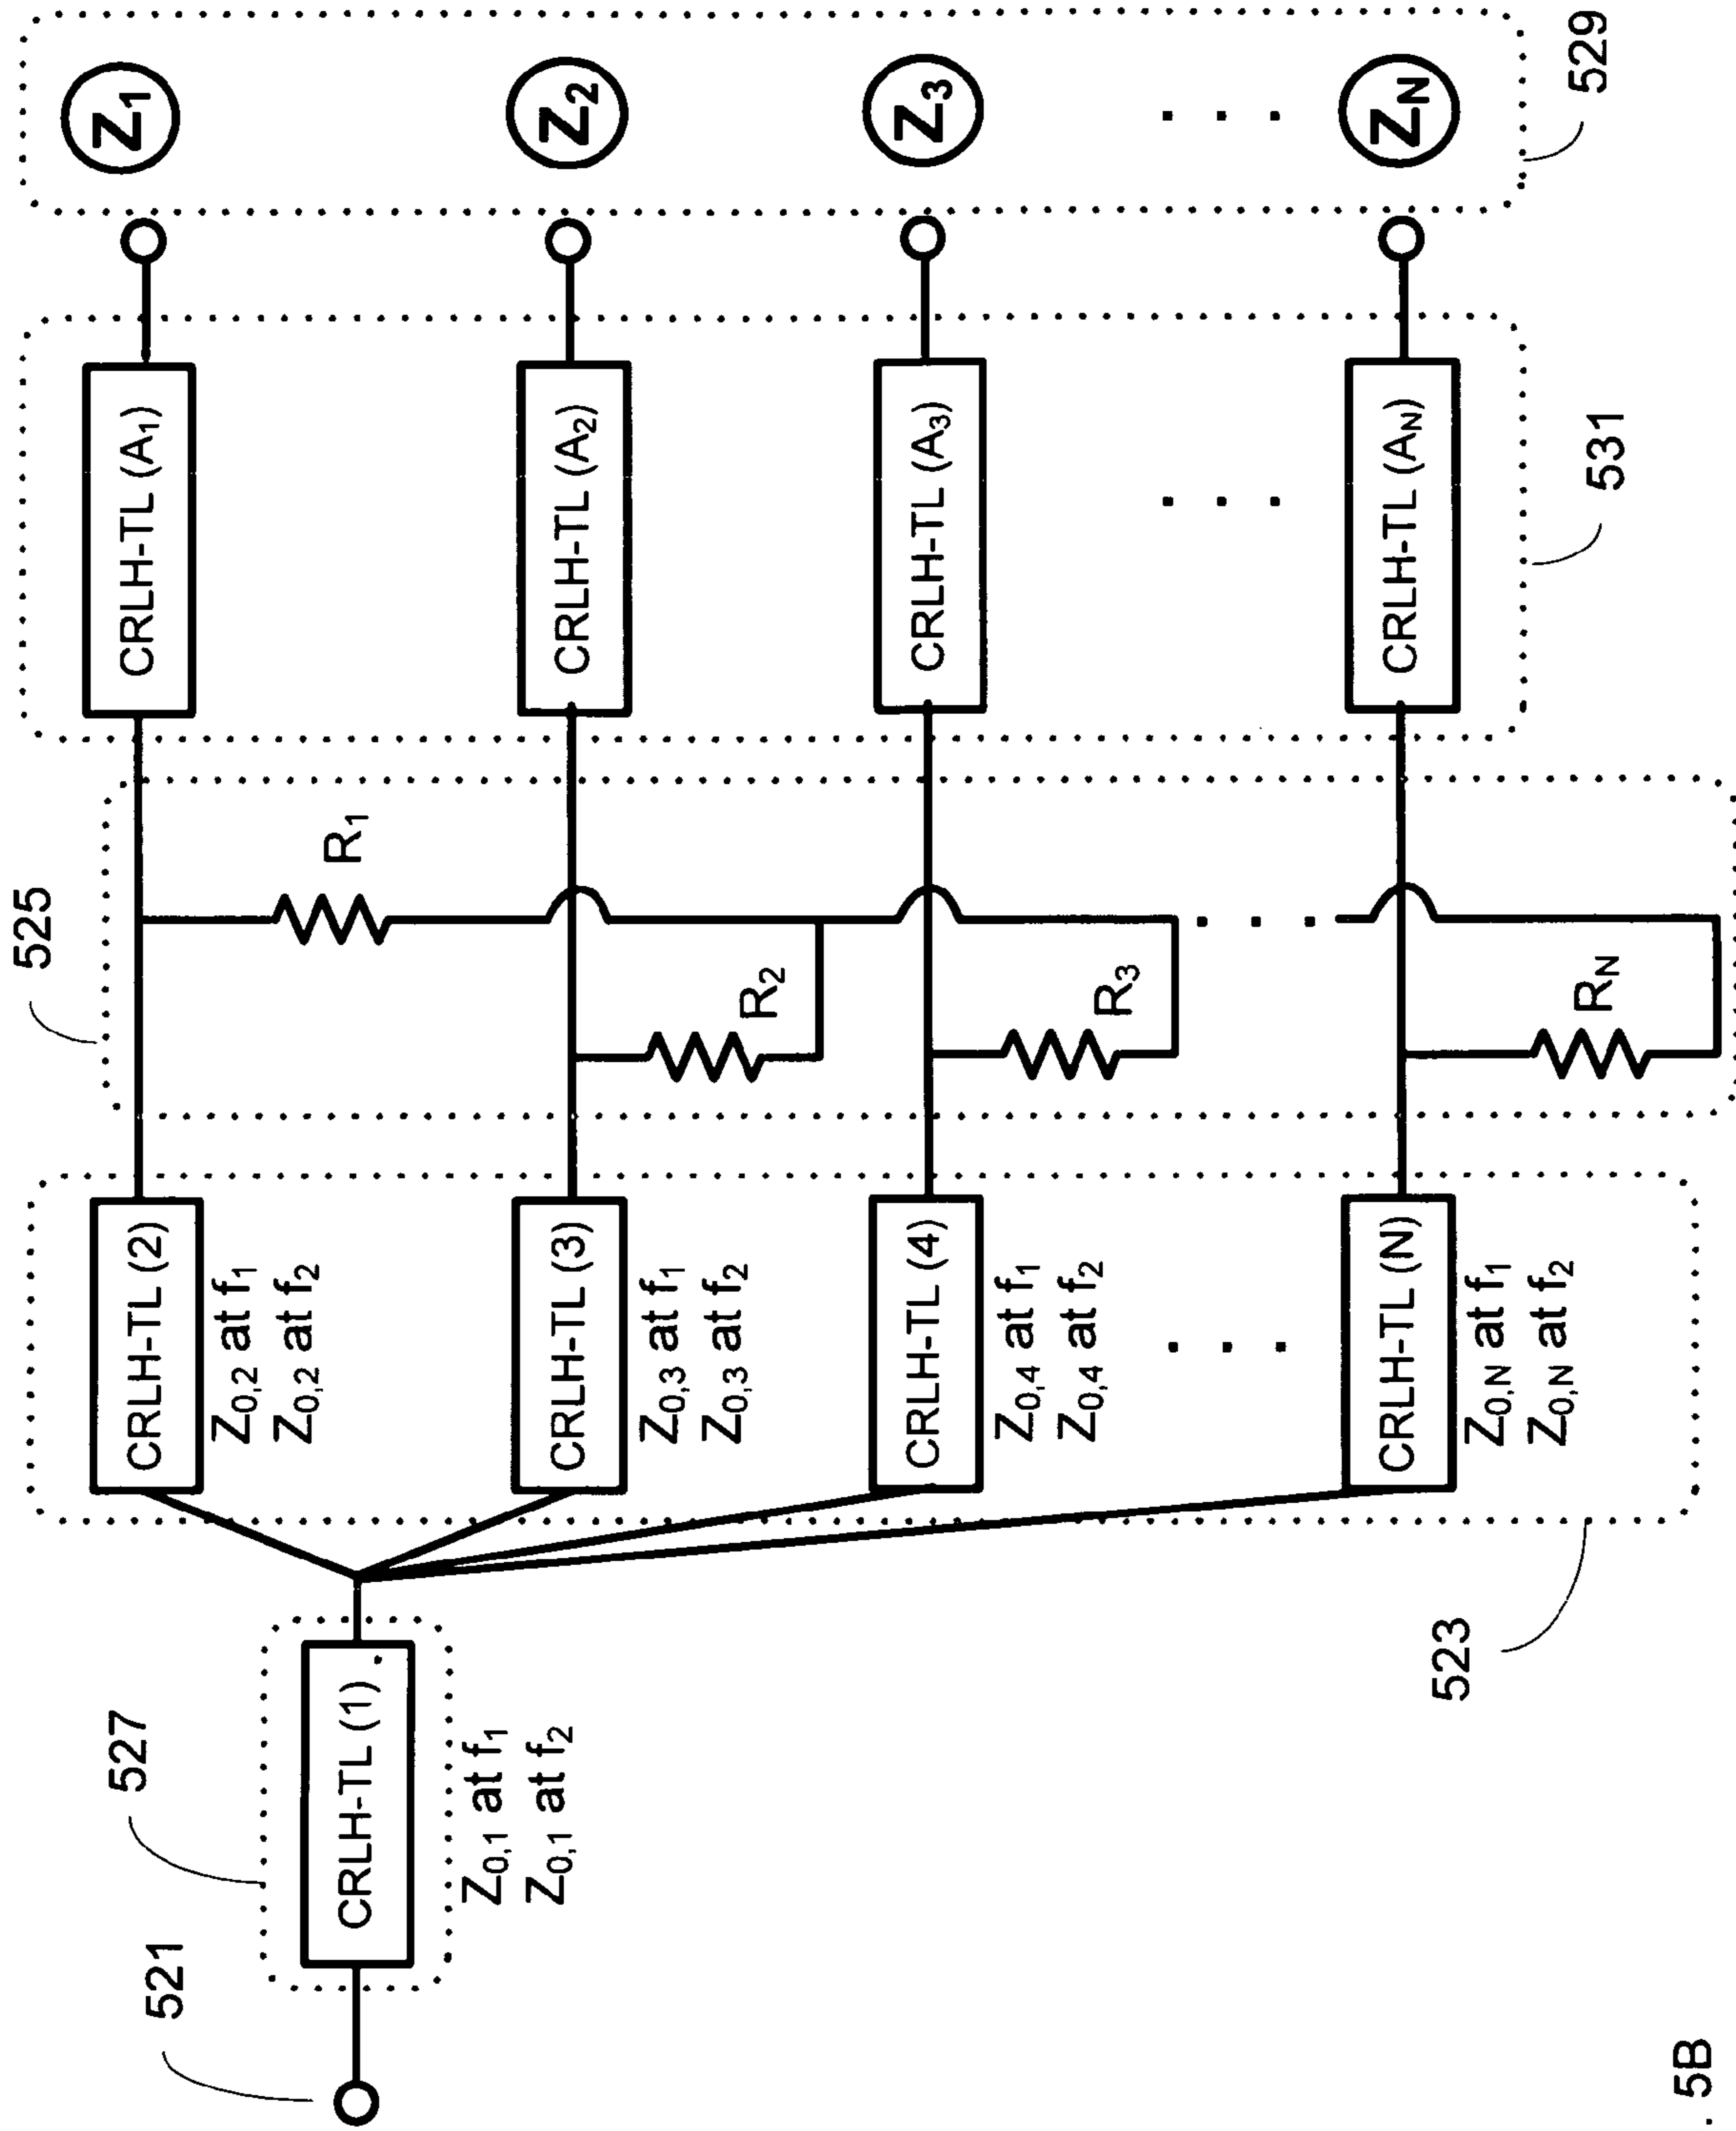 521
527
CRLH-TL (1)
Z0,1 at f1
Z0,1 at f2
523
CRLH-TL (2)
Z0,2 at f1
Z0,2 at f2
CRLH-TL (3)
Z0,3 at f1
Z0,3 at f2
CRLH-TL (4)
Z0,4 at f1
Z0,4 at f2
. . .
CRLH-TL (N)
Z0,N at f1
Z0,N at f2
525
R1
R2
R3
. . .
RN
CRLH-TL (A1)
CRLH-TL (A2)
CRLH-TL (A3)
. . .
CRLH-TL (AN)
531
Z1
Z2
Z3
. . .
ZN
529
. 5B